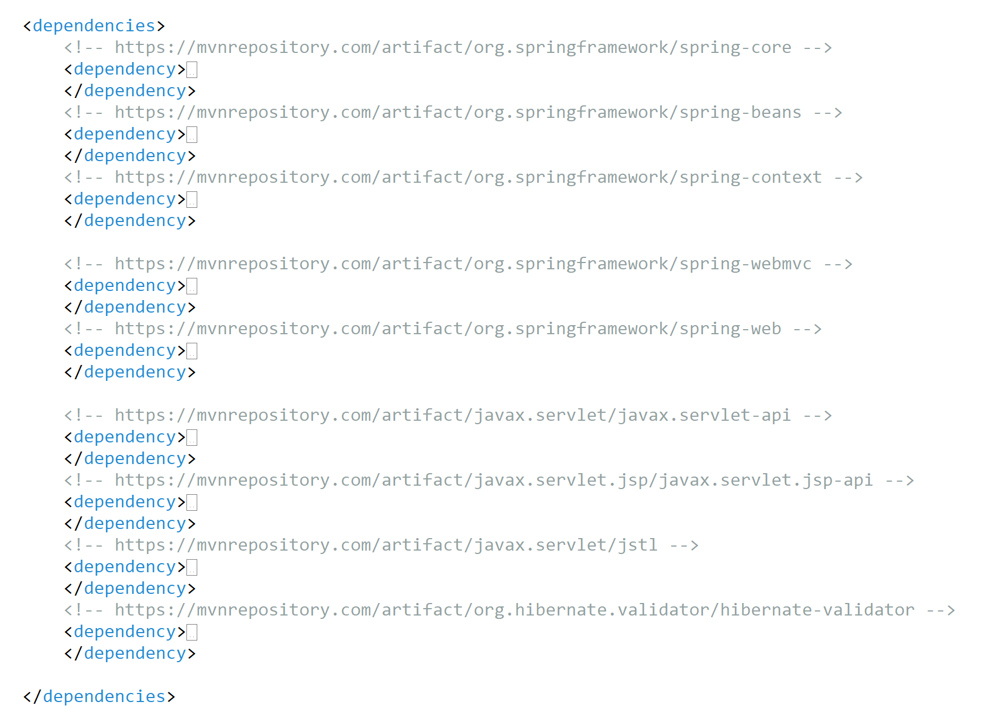 <dependencies>
<!-- https://mvnrepository.com/artifact/org.springframework/spring-core -->
<dependency>..
</dependency>
<!-- https://mvnrepository.com/artifact/org.springframework/spring-beans -->
<dependency>..
</dependency>
<!-- https://mvnrepository.com/artifact/org.springframework/spring-context -->
<dependency>..
</dependency>
<!-- https://mvnrepository.com/artifact/org.springframework/spring-webmvc -->
<dependency>..
</dependency>
<!-- https://mvnrepository.com/artifact/org.springframework/spring-web -->
<dependency>..
</dependency>
<!-- https://mvnrepository.com/artifact/javax.servlet/javax.servlet-api -->
<dependency>..
</dependency>
<!-- https://mvnrepository.com/artifact/javax.servlet.jsp/javax.servlet.jsp-api -->
<dependency>..
</dependency>
<!-- https://mvnrepository.com/artifact/javax.servlet/jstl -->
<dependency>..
</dependency>
<!-- https://mvnrepository.com/artifact/org.hibernate.validator/hibernate-validator -->
<dependency>..
</dependency>
</dependencies>